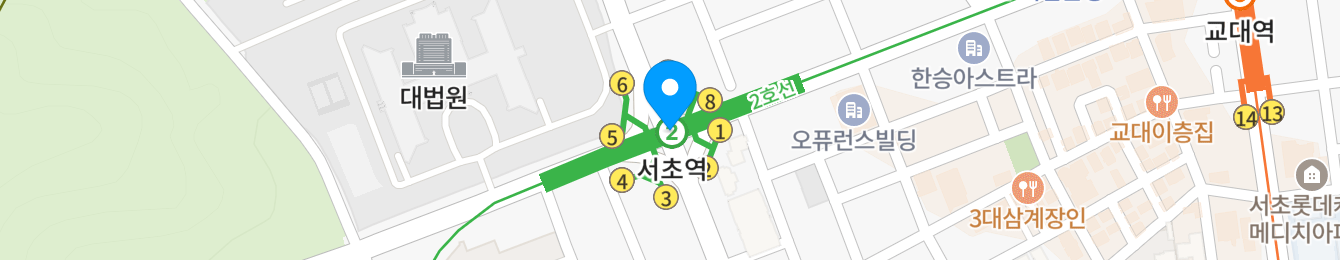 교대역
대법원
6
8
2호선
한승아스트라
교대이층집
14
13
5
2
1
오퓨런스빌딩
서초역
4
3
3대삼계장인
서초롯데
메디치아